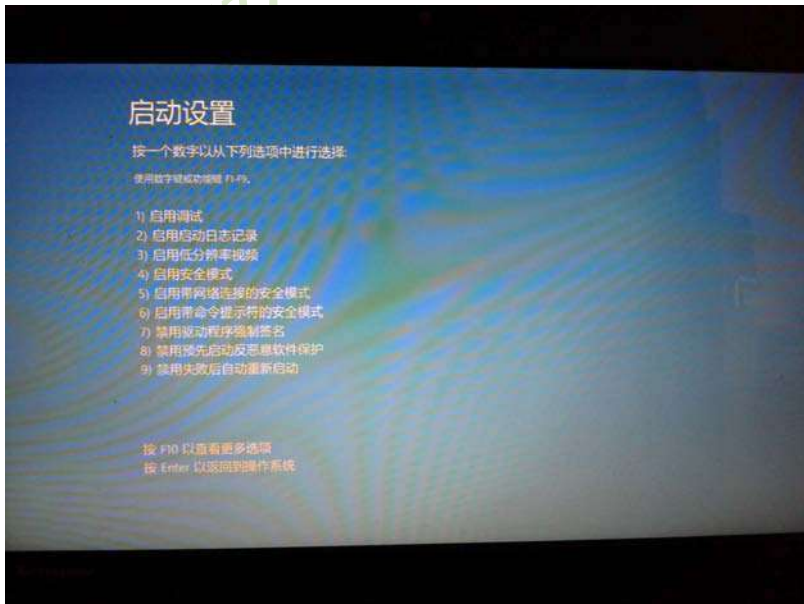 启动设置
按一个数字以从下列选项中进行选择:
使用数字键或功能键 F1-F9。
1) 启用调试
2) 启用启动日志记录
3) 启用低分辨率视频
4) 启用安全模式
5) 启用带网络连接的安全模式
6) 启用带命令提示符的安全模式
7) 禁用驱动程序强制签名
8) 禁用预先启动反恶意软件保护
9) 禁用失败后自动重新启动
按 F10 以查看更多选项
按 Enter 以返回到操作系统